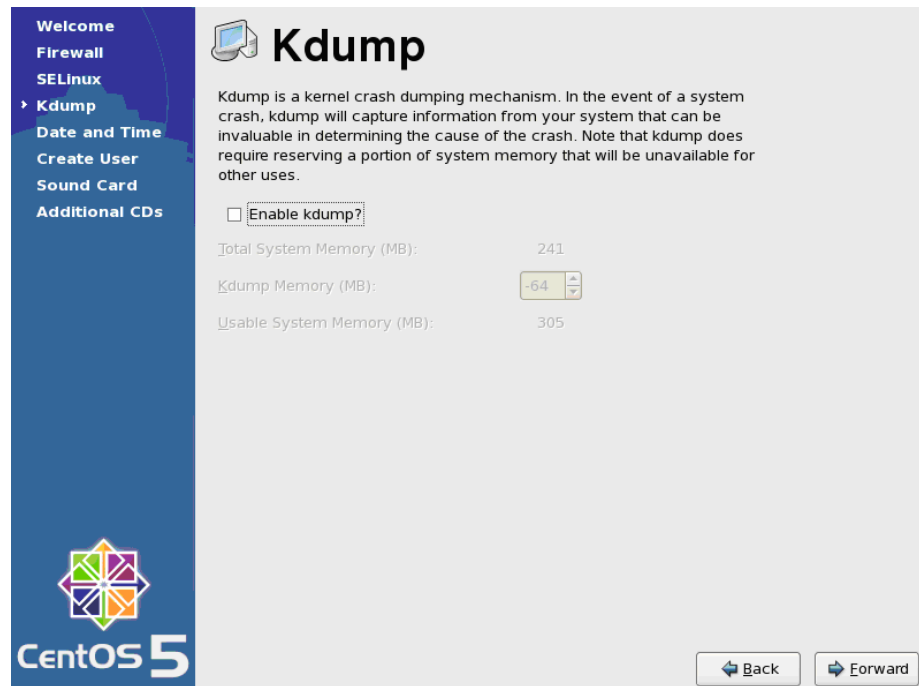 Welcome
Firewall
SELinux
Kdump
Date and Time
Create User
Sound Card
Additional CDs
Kdump
Kdump is a kernel crash dumping mechanism. In the event of a system
crash, kdump will capture information from your system that can be
invaluable in determining the cause of the crash. Note that kdump does
require reserving a portion of system memory that will be unavailable for
other uses.
Enable kdump?
Total System Memory (MB): 241
Kdump Memory (MB): -64
Usable System Memory (MB): 305
CentOS 5
Back Forward